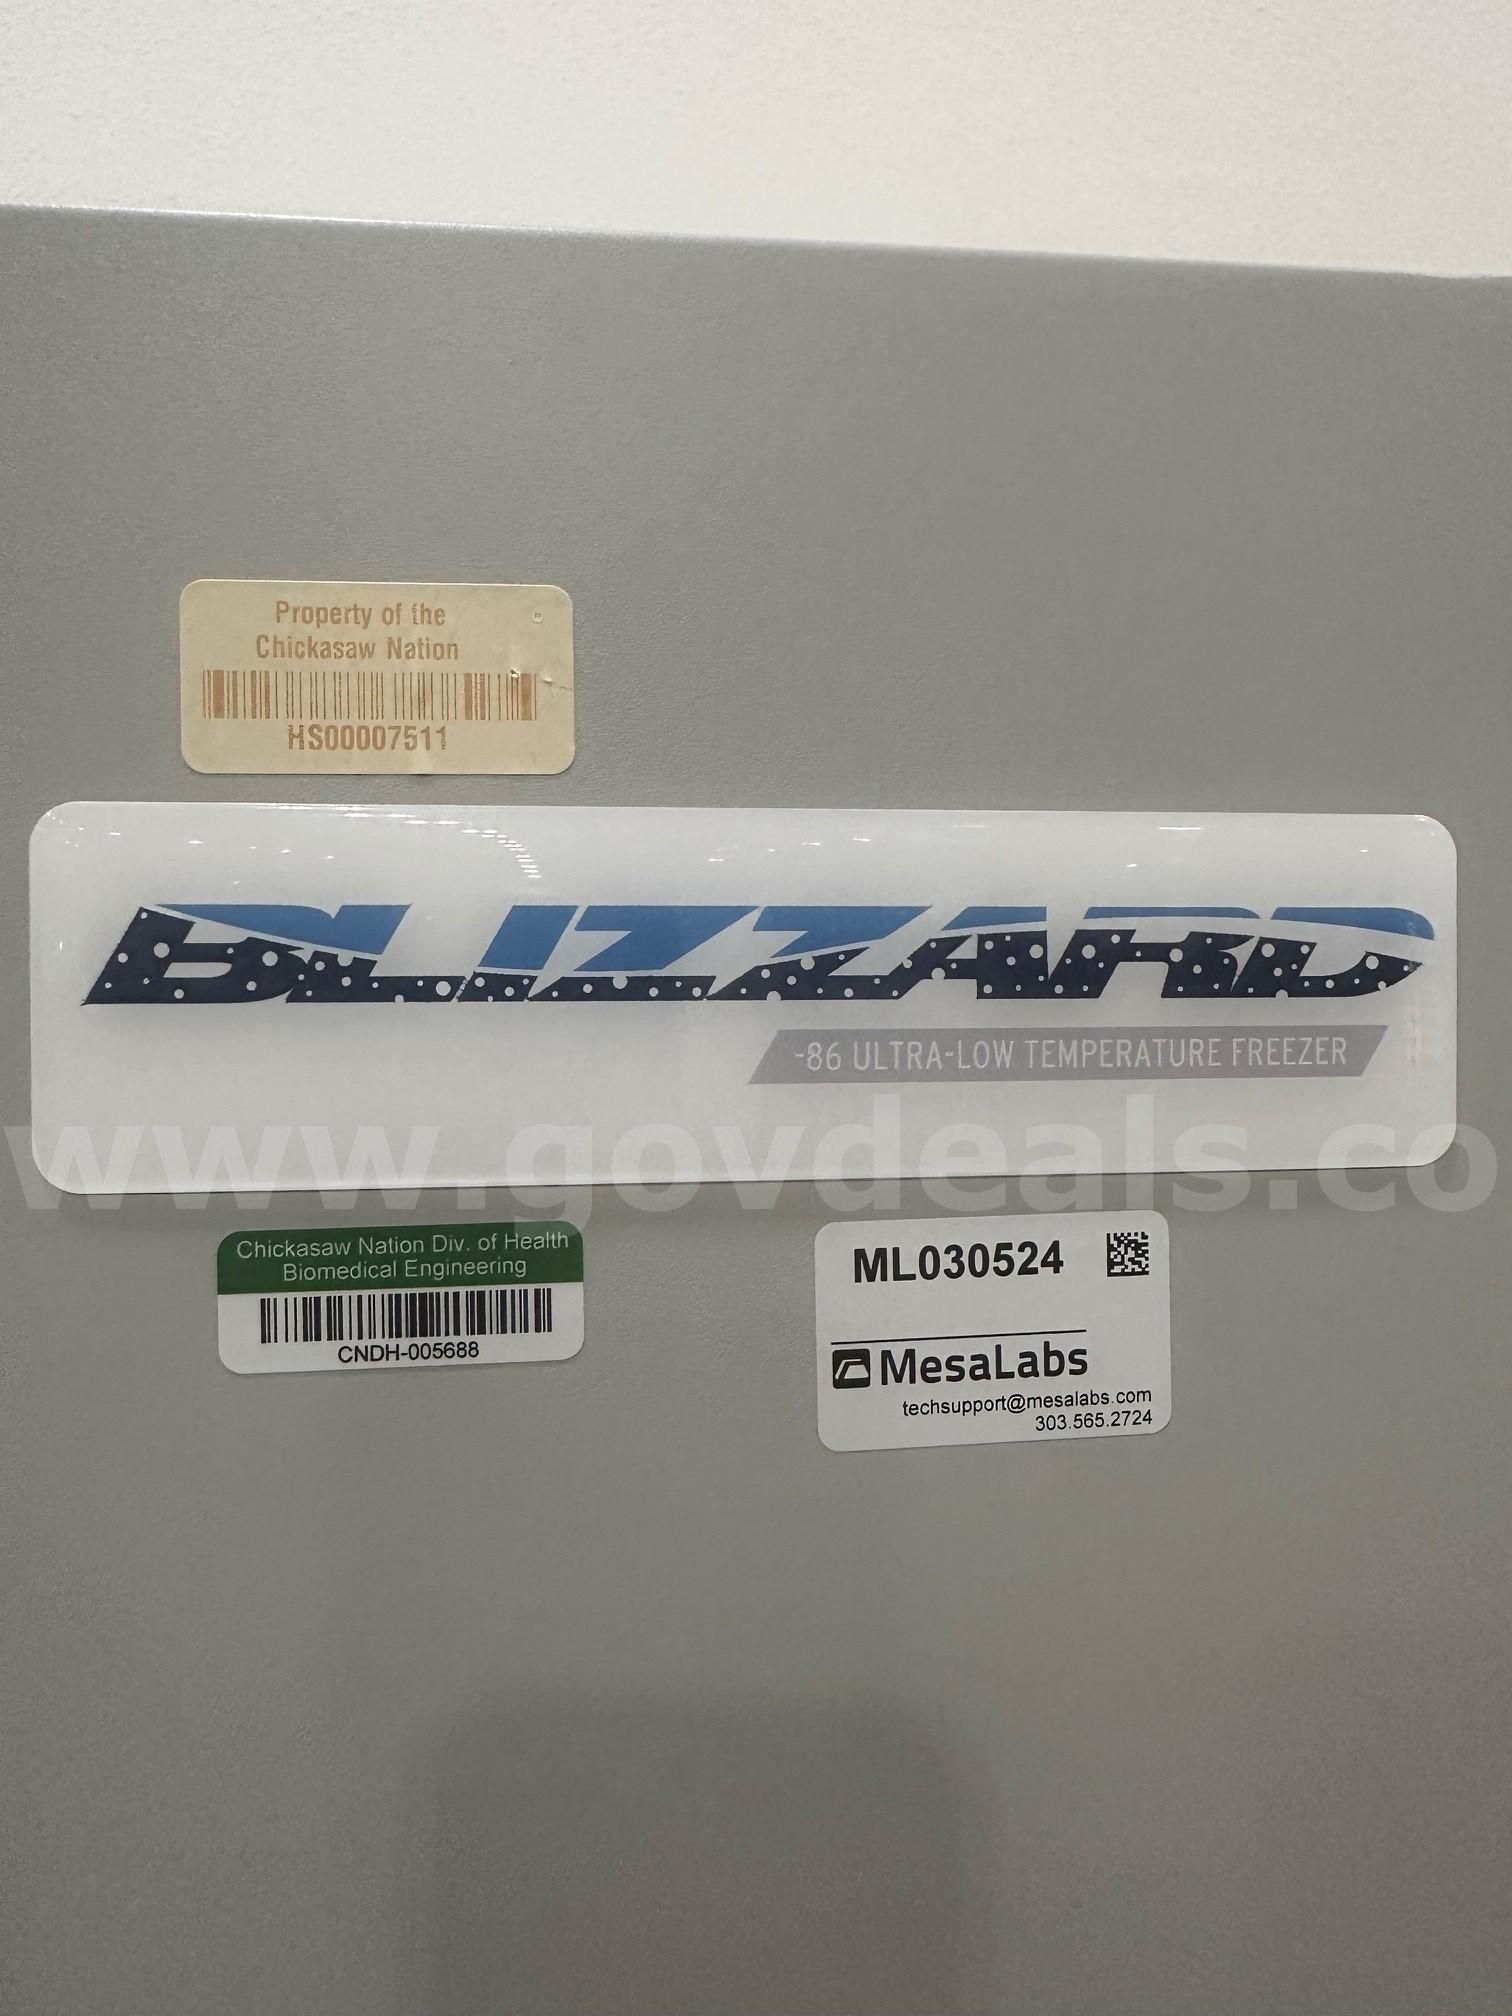 Property of the
Chickasaw Nation
HS00007511
BLIZZARD
-86 ULTRA-LOW TEMPERATURE FREEZER
www.govdeals.co
Chickasaw Nation Div. of Health
Biomedical Engineering
CNDH-005688
ML030524
MesaLabs
techsupport@mesalabs.com
303.565.2724